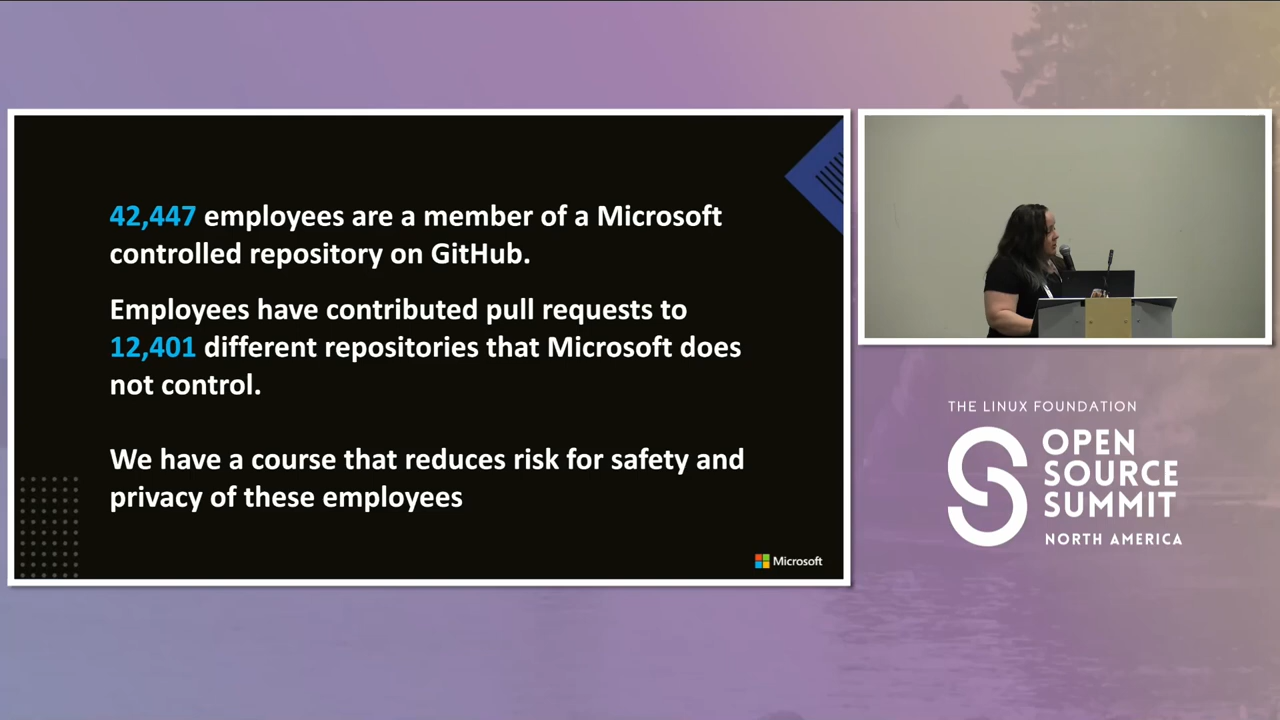 42,447 employees are a member of a Microsoft
controlled repository on GitHub.
Employees have contributed pull requests to
12,401 different repositories that Microsoft does
not control.
We have a course that reduces risk for safety and
privacy of these employees
Microsoft
THE LINUX FOUNDATION
OPEN
SOURCE
SUMMIT
NORTH AMERICA